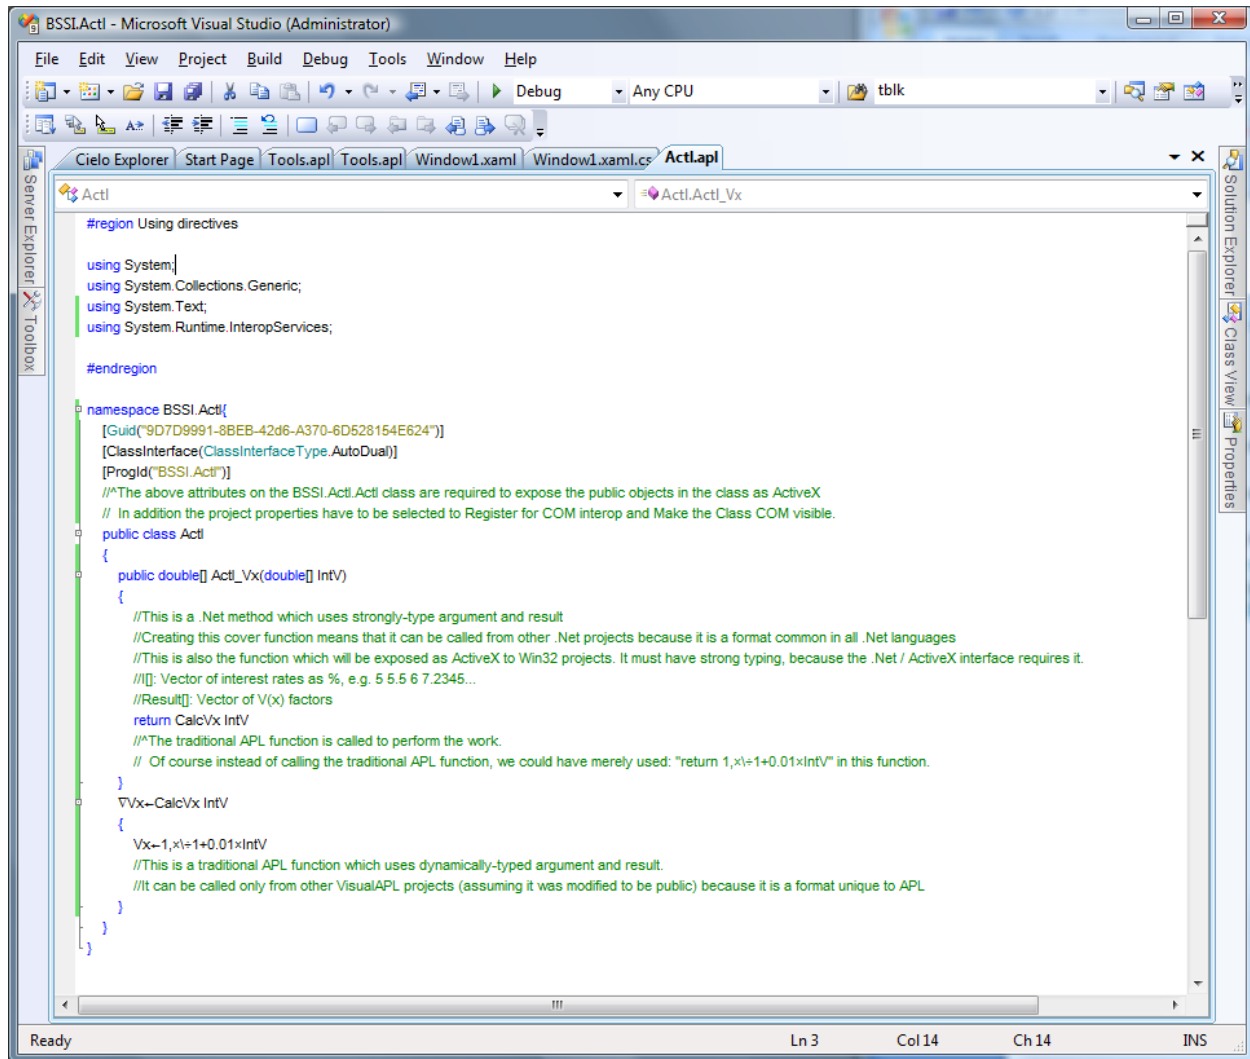 BSSI.Actl - Microsoft Visual Studio (Administrator)
File Edit View Project Build Debug Tools Window Help
Debug Any CPU tblk
Cielo Explorer Start Page Tools.apl Tools.apl Window1.xaml Window1.xaml.cs Actl.apl
Server Explorer
Toolbox
Solution Explorer
Class View
Properties
Actl Actl.Actl_Vx
#region Using directives
using System;
using System.Collections.Generic;
using System.Text;
using System.Runtime.InteropServices;
#endregion
namespace BSSI.Actl{
[Guid("9D7D9991-8BEB-42d6-A370-6D528154E624")]
[ClassInterface(ClassInterfaceType.AutoDual)]
[ProgId("BSSI.Actl")]
//^The above attributes on the BSSI.Actl.Actl class are required to expose the public objects in the class as ActiveX
// In addition the project properties have to be selected to Register for COM interop and Make the Class COM visible.
public class Actl
{
public double[] Actl_Vx(double[] IntV)
{
//This is a .Net method which uses strongly-type argument and result
//Creating this cover function means that it can be called from other .Net projects because it is a format common in all .Net languages
//This is also the function which will be exposed as ActiveX to Win32 projects. It must have strong typing, because the .Net / ActiveX interface requires it.
//I[]: Vector of interest rates as %, e.g. 5 5.5 6 7.2345...
//Result[]: Vector of V(x) factors
return CalcVx IntV
//^The traditional APL function is called to perform the work.
// Of course instead of calling the traditional APL function, we could have merely used: "return 1,×\÷1+0.01×IntV" in this function.
}
∇Vx←CalcVx IntV
{
Vx←1,×\÷1+0.01×IntV
//This is a traditional APL function which uses dynamically-typed argument and result.
//It can be called only from other VisualAPL projects (assuming it was modified to be public) because it is a format unique to APL
}
}
}
Ready Ln 3 Col 14 Ch 14 INS